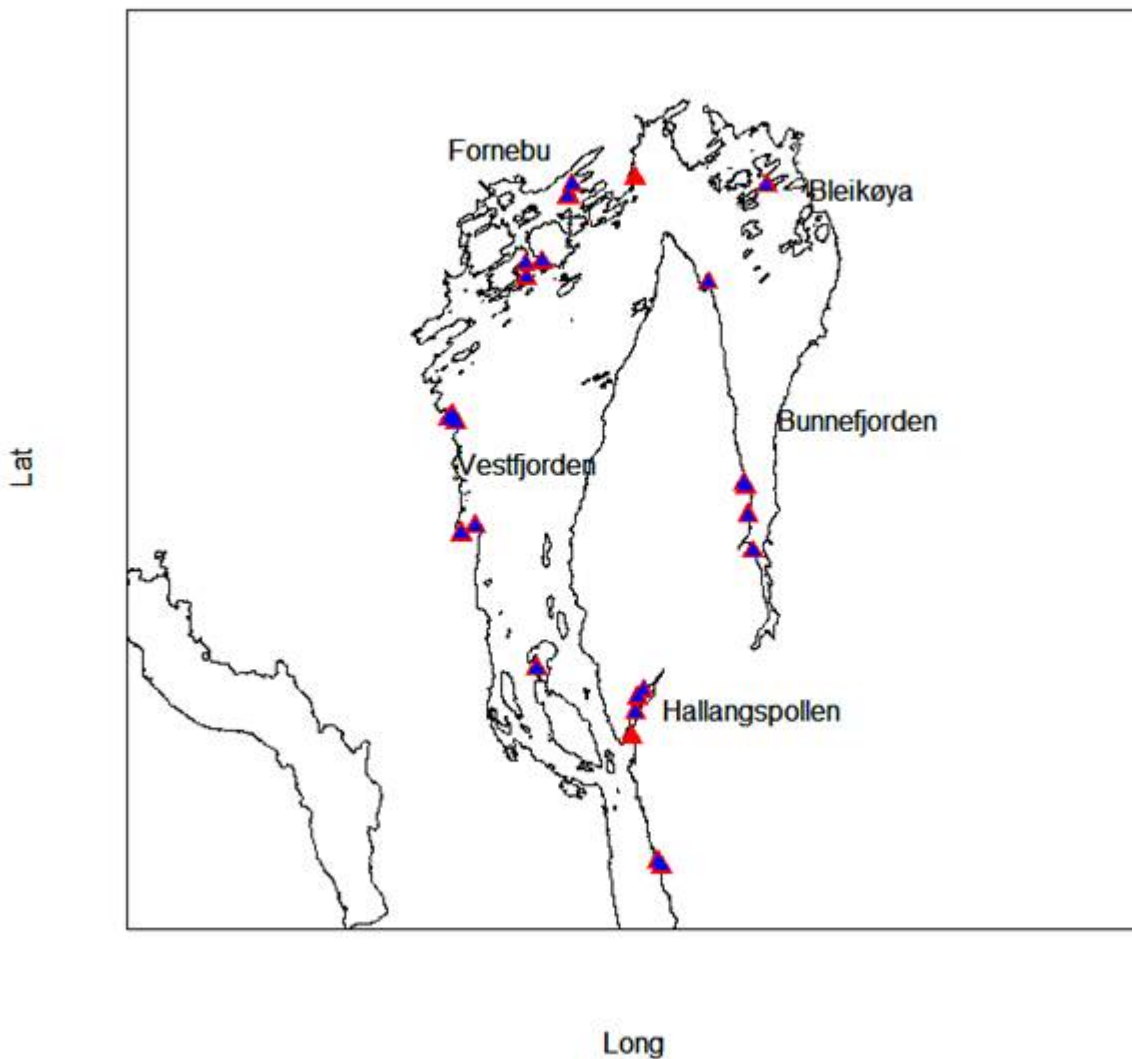 Fornebu
Bleikøya
Bunnefjorden
Lat
Vestfjorden
Hallangspollen
Long